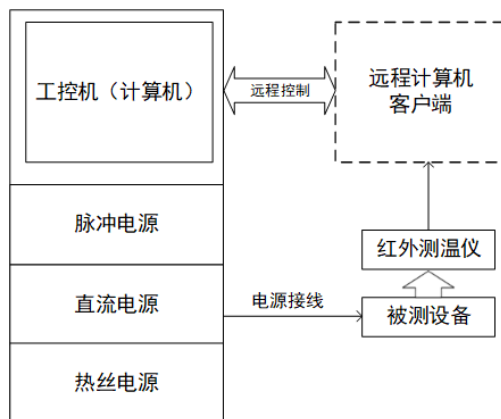 工控机（计算机）
远程控制
远程计算机
客户端
脉冲电源
红外测温仪
直流电源
电源接线
被测设备
热丝电源